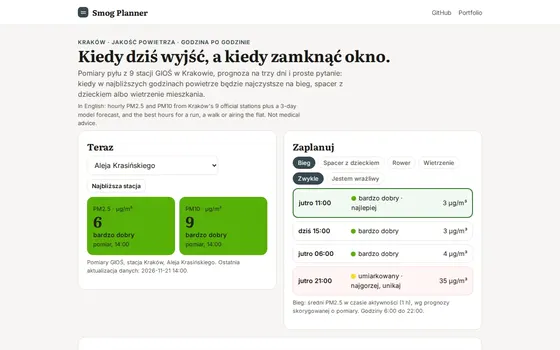 Smog Planner
GitHub Portfolio
KRAKÓW · JAKOŚĆ POWIETRZA · GODZINA PO GODZINIE
Kiedy dziś wyjść, a kiedy zamknąć okno.
Pomiary pyłu z 9 stacji GIOŚ w Krakowie, prognoza na trzy dni i proste pytanie:
kiedy w najbliższych godzinach powietrze będzie najczystsze na bieg, spacer z
dzieckiem albo wietrzenie mieszkania.
In English: hourly PM2.5 and PM10 from Kraków's 9 official stations plus a 3-day
model forecast, and the best hours for a run, a walk or airing the flat. Not medical
advice.
Teraz
Aleja Krasińskiego
Najbliższa stacja
PM2.5 · µg/m³
6
bardzo dobry
pomiar, 14:00
PM10 · µg/m³
9
bardzo dobry
pomiar, 14:00
Pomiary GIOŚ, stacja Kraków, Aleja Krasińskiego. Ostatnia
aktualizacja danych: 2026-11-21 14:00.
Zaplanuj
Bieg Spacer z dzieckiem Rower Wietrzenie
Zwykle Jestem wrażliwy
jutro 11:00 bardzo dobry · 3 µg/m³
najlepiej
dziś 15:00 bardzo dobry 3 µg/m³
jutro 06:00 bardzo dobry 4 µg/m³
jutro 21:00 umiarkowany · 35 µg/m³
najgorzej, unikaj
Bieg: średni PM2.5 w czasie aktywności (1 h), wg prognozy
skorygowanej o pomiary. Godziny 6:00 do 22:00.